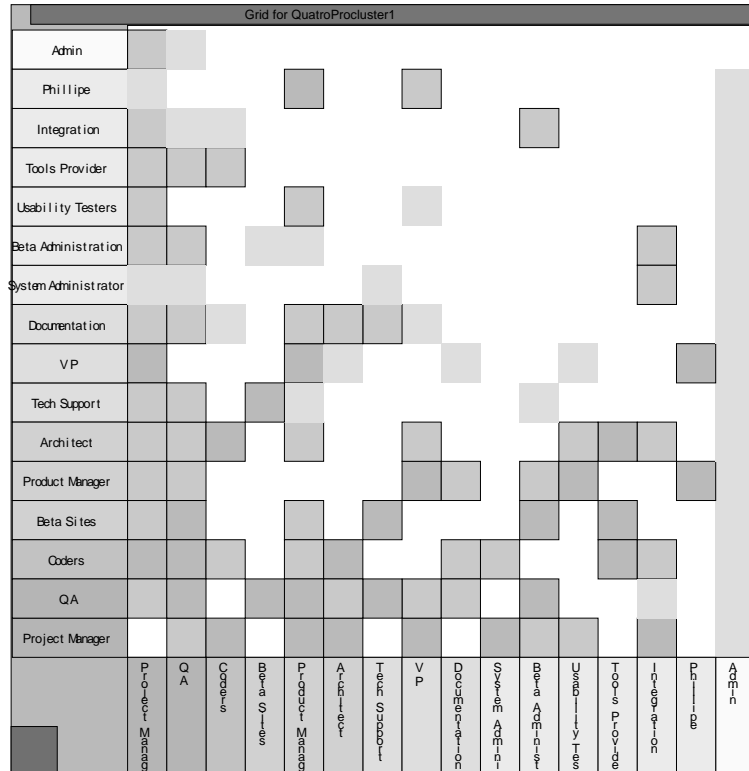 Grid for QuatroProcluster1
Admin
Phillipe
Integration
Tools Provider
Usability Testers
Beta Administration
System Administrator
Documentation
VP
Tech Support
Architect
Product Manager
Beta Sites
Coders
QA
Project Manager
Project Manag
QA
Coders
Beta Sites
Product Manag
Architect
Tech Support
VP
Documentation
System Admini
Beta Administ
Usability Tes
Tools Provide
Integration
Phillipe
Admin